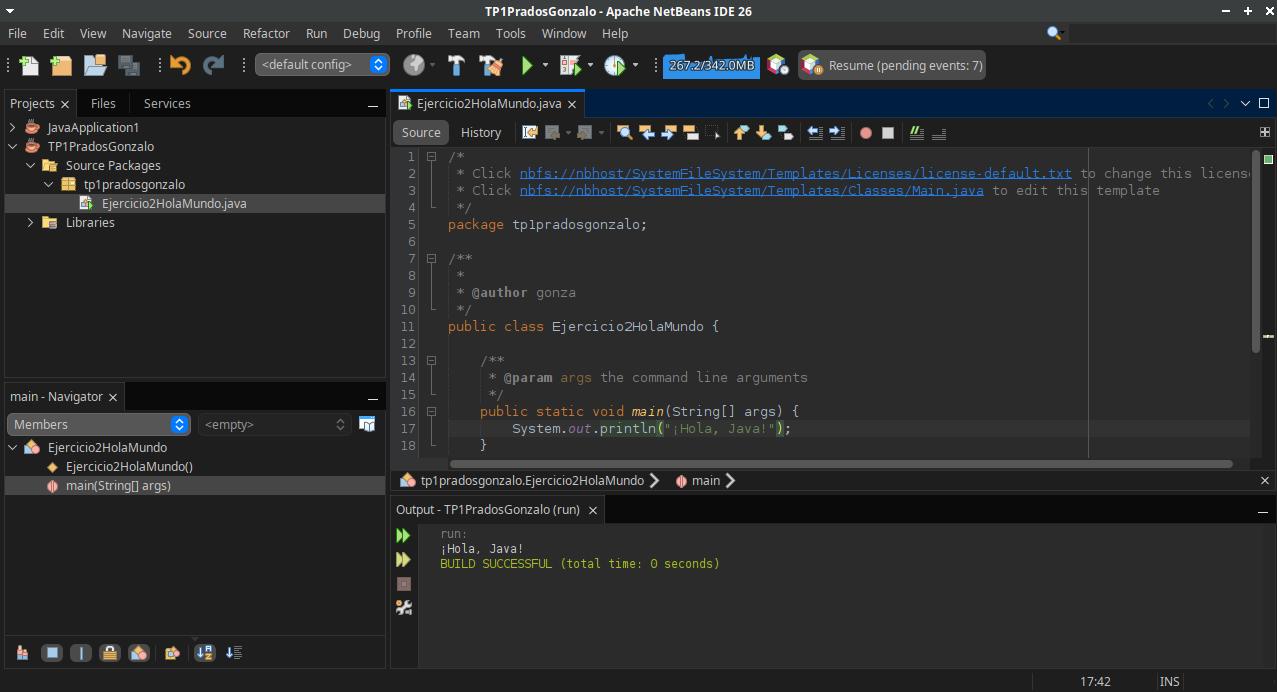 TP1PradosGonzalo - Apache NetBeans IDE 26
File Edit View Navigate Source Refactor Run Debug Profile Team Tools Window Help
<default config> 267.2/342.0MB Resume (pending events: 7)
Projects Files Services
JavaApplication1
TP1PradosGonzalo
Source Packages
tp1pradosgonzalo
Ejercicio2HolaMundo.java
Libraries
main - Navigator
Members <empty>
Ejercicio2HolaMundo
Ejercicio2HolaMundo()
main(String[] args)
Ejercicio2HolaMundo.java
Source History
1 /*
2 * Click nbfs://nbhost/SystemFileSystem/Templates/Licenses/license-default.txt to change this license
3 * Click nbfs://nbhost/SystemFileSystem/Templates/Classes/Main.java to edit this template
4 */
5 package tp1pradosgonzalo;
6
7 /**
8 *
9 * @author gonza
10 */
11 public class Ejercicio2HolaMundo {
12
13 /**
14 * @param args the command line arguments
15 */
16 public static void main(String[] args) {
17 System.out.println("¡Hola, Java!");
18 }
tp1pradosgonzalo.Ejercicio2HolaMundo main
Output - TP1PradosGonzalo (run)
run:
¡Hola, Java!
BUILD SUCCESSFUL (total time: 0 seconds)
17:42 INS